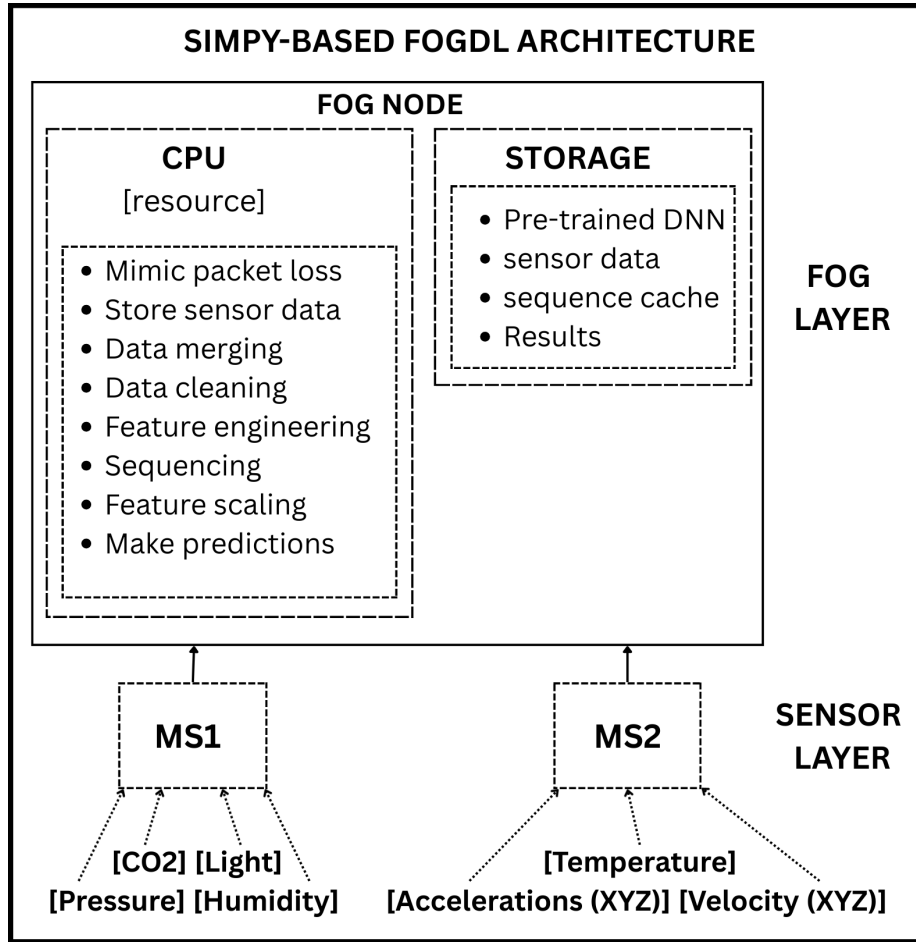 SIMPY-BASED FOGDL ARCHITECTURE
FOG NODE
CPU
[resource]
• Mimic packet loss
• Store sensor data
• Data merging
• Data cleaning
• Feature engineering
• Sequencing
• Feature scaling
• Make predictions
STORAGE
• Pre-trained DNN
• sensor data
• sequence cache
• Results
FOG
LAYER
MS1
MS2
SENSOR
LAYER
[CO2] [Light]
[Pressure] [Humidity]
[Temperature]
[Accelerations (XYZ)] [Velocity (XYZ)]